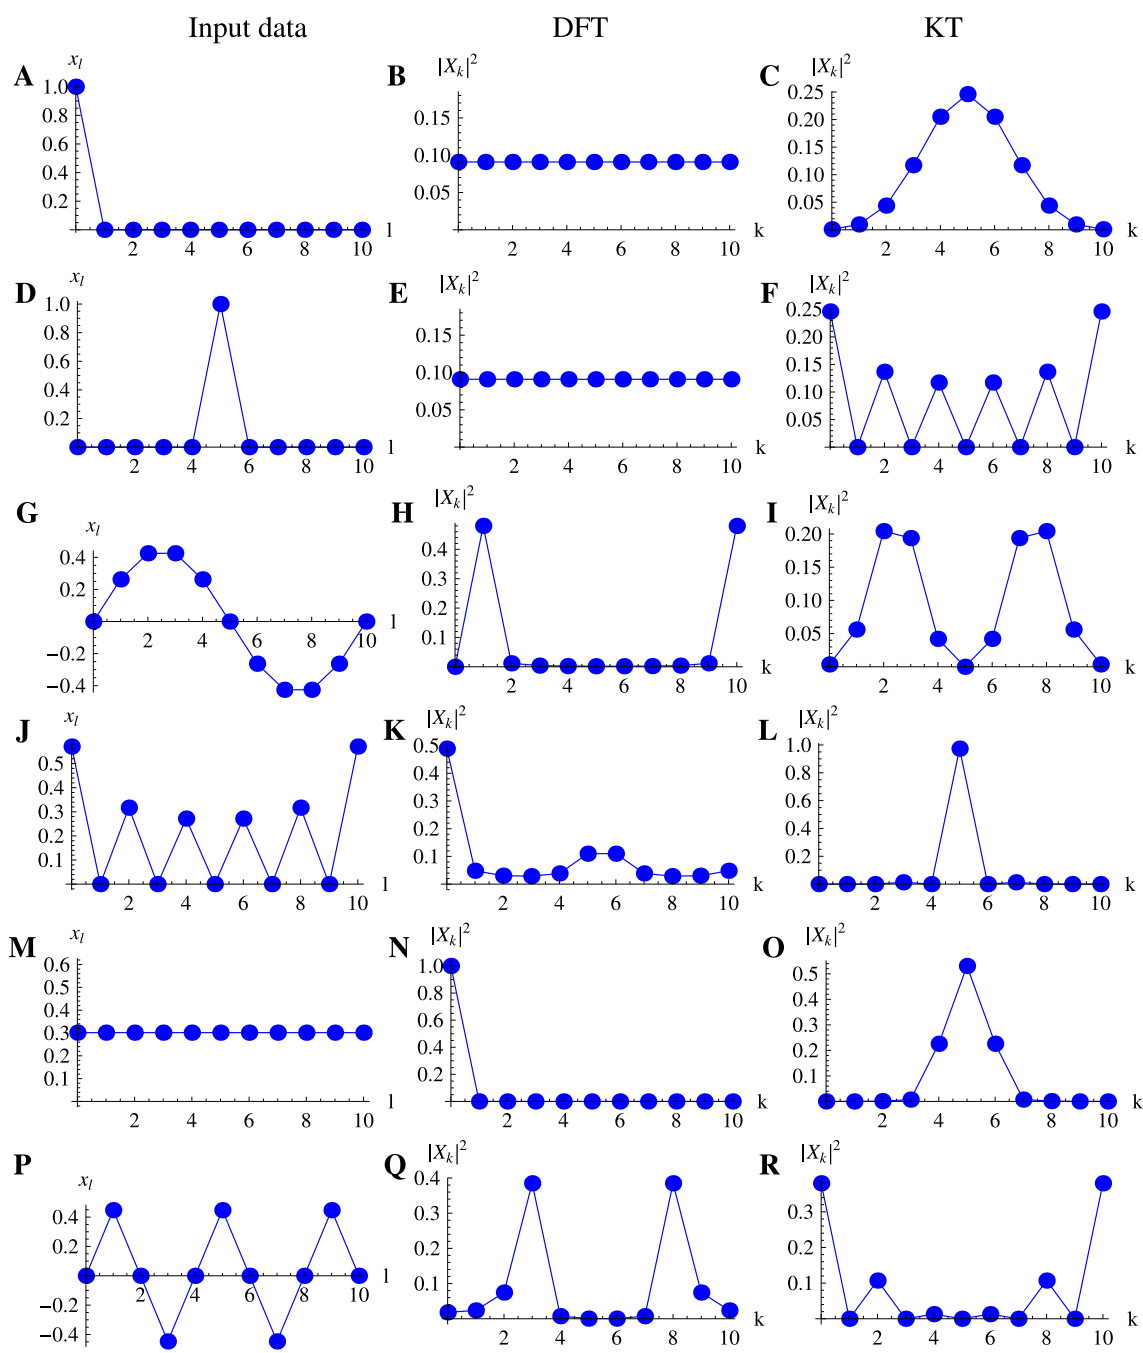 Input data DFT KT
A x_l 1.0 0.8 0.6 0.4 0.2 2 4 6 8 10 l
B |X_k|^2 0.15 0.10 0.05 2 4 6 8 10 k
C |X_k|^2 0.25 0.20 0.15 0.10 0.05 2 4 6 8 10 k
D x_l 1.0 0.8 0.6 0.4 0.2 2 4 6 8 10 l
E |X_k|^2 0.15 0.10 0.05 2 4 6 8 10 k
F |X_k|^2 0.25 0.20 0.15 0.10 0.05 2 4 6 8 10 k
G x_l 0.4 0.2 −0.2 −0.4 2 4 6 8 10 l
H |X_k|^2 0.4 0.3 0.2 0.1 2 4 6 8 10 k
I |X_k|^2 0.20 0.15 0.10 0.05 2 4 6 8 10 k
J x_l 0.5 0.4 0.3 0.2 0.1 2 4 6 8 10 l
K |X_k|^2 0.5 0.4 0.3 0.2 0.1 2 4 6 8 10 k
L |X_k|^2 1.0 0.8 0.6 0.4 0.2 2 4 6 8 10 k
M x_l 0.6 0.5 0.4 0.3 0.2 0.1 2 4 6 8 10 l
N |X_k|^2 1.0 0.8 0.6 0.4 0.2 2 4 6 8 10 k
O |X_k|^2 0.5 0.4 0.3 0.2 0.1 2 4 6 8 10 k
P x_l 0.4 0.2 −0.2 −0.4 2 4 6 8 10 l
Q |X_k|^2 0.4 0.3 0.2 0.1 2 4 6 8 10 k
R |X_k|^2 0.3 0.2 0.1 2 4 6 8 10 k